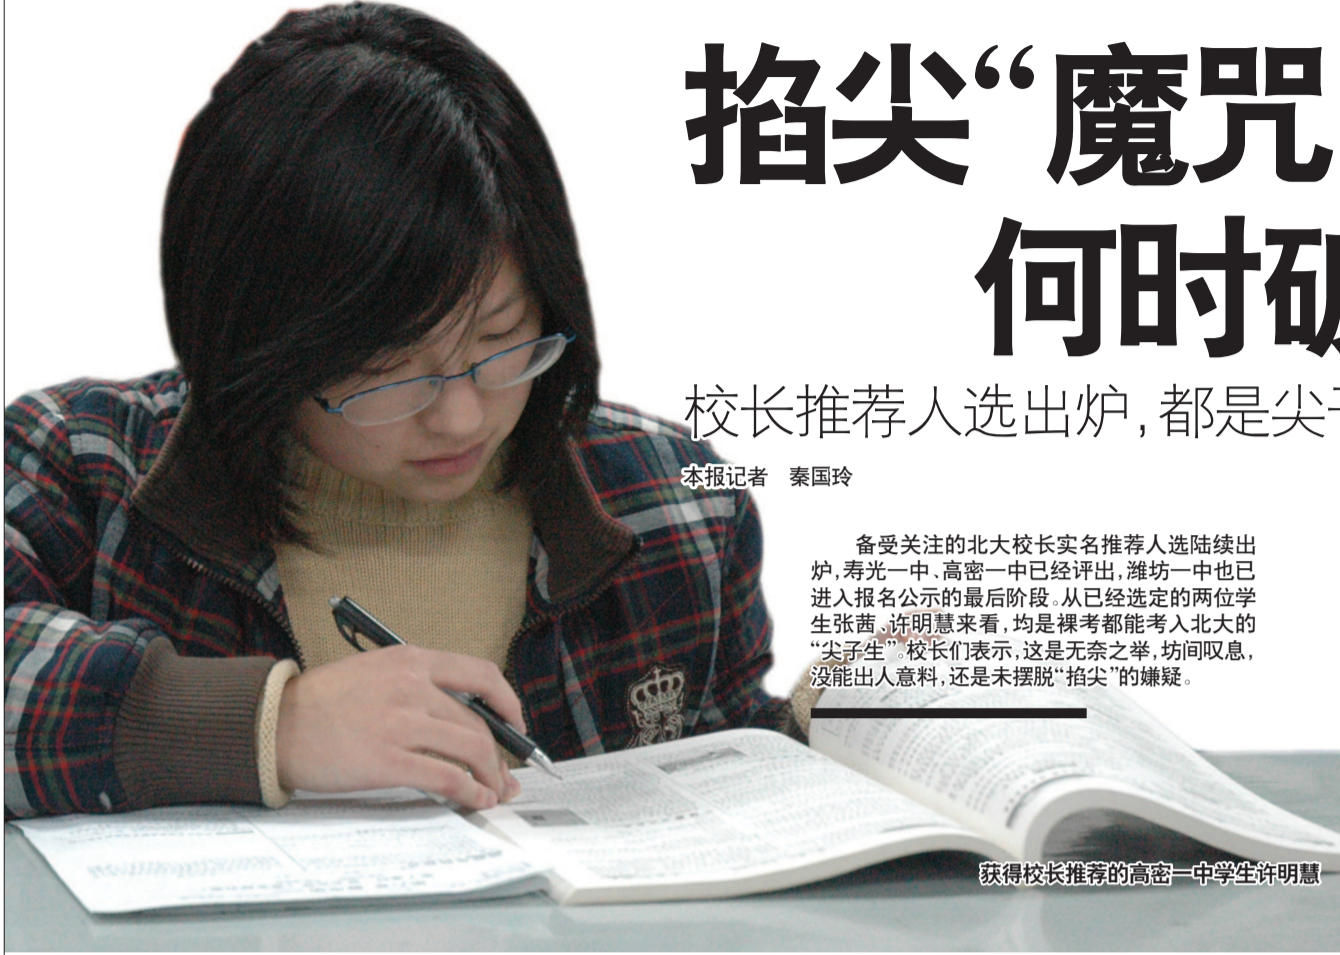 掐尖“魔咒
何时破
校长推荐人选出炉,都是尖子
本报记者　秦国玲
备受关注的北大校长实名推荐人选陆续出
炉,寿光一中、高密一中已经评出,潍坊一中也已
进入报名公示的最后阶段。从已经选定的两位学
生张茜、许明慧来看,均是裸考都能考入北大的
“尖子生”。校长们表示,这是无奈之举,坊间叹息,
没能出人意料,还是未摆脱“掐尖”的嫌疑。
获得校长推荐的高密一中学生许明慧